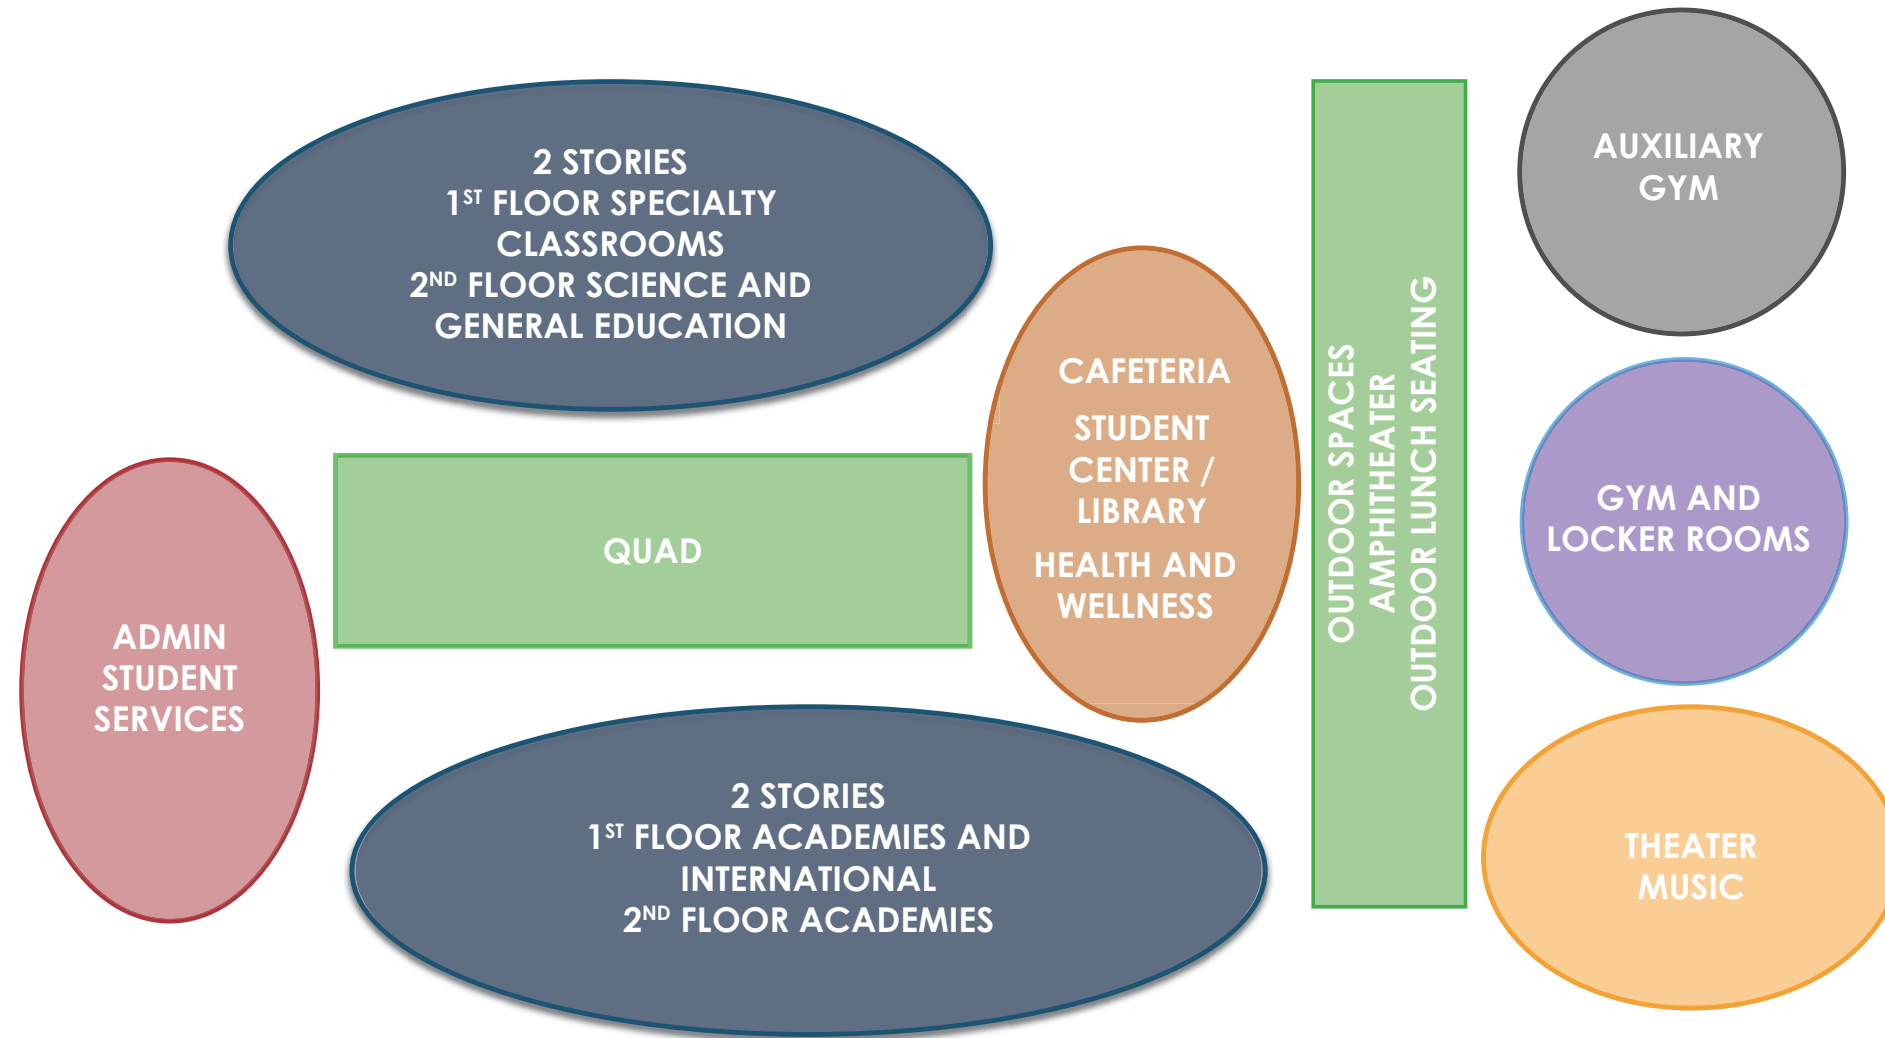 2 STORIES
1ST FLOOR SPECIALTY
CLASSROOMS
2ND FLOOR SCIENCE AND
GENERAL EDUCATION
ADMIN
STUDENT
SERVICES
QUAD
2 STORIES
1ST FLOOR ACADEMIES AND
INTERNATIONAL
2ND FLOOR ACADEMIES
CAFETERIA
STUDENT
CENTER /
LIBRARY
HEALTH AND
WELLNESS
OUTDOOR SPACES
AMPHITHEATER
OUTDOOR LUNCH SEATING
AUXILIARY
GYM
GYM AND
LOCKER ROOMS
THEATER
MUSIC